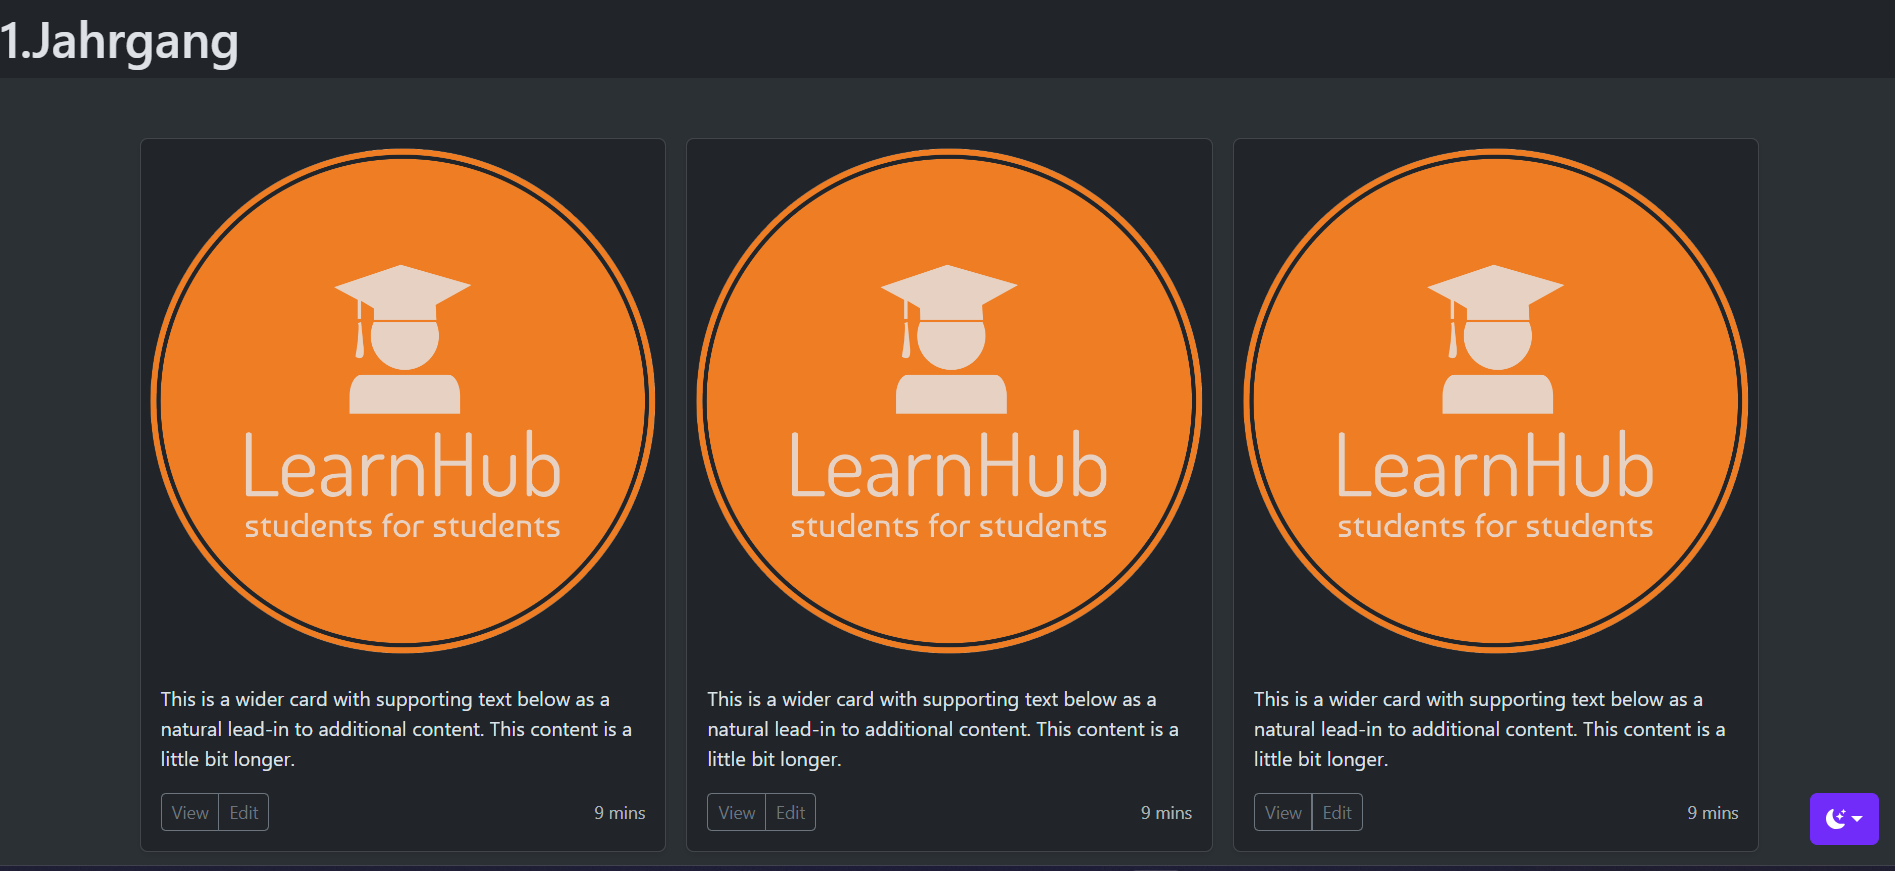 1.Jahrgang
LearnHub
students for students
This is a wider card with supporting text below as a
natural lead-in to additional content. This content is a
little bit longer.
View Edit 9 mins
LearnHub
students for students
This is a wider card with supporting text below as a
natural lead-in to additional content. This content is a
little bit longer.
View Edit 9 mins
LearnHub
students for students
This is a wider card with supporting text below as a
natural lead-in to additional content. This content is a
little bit longer.
View Edit 9 mins